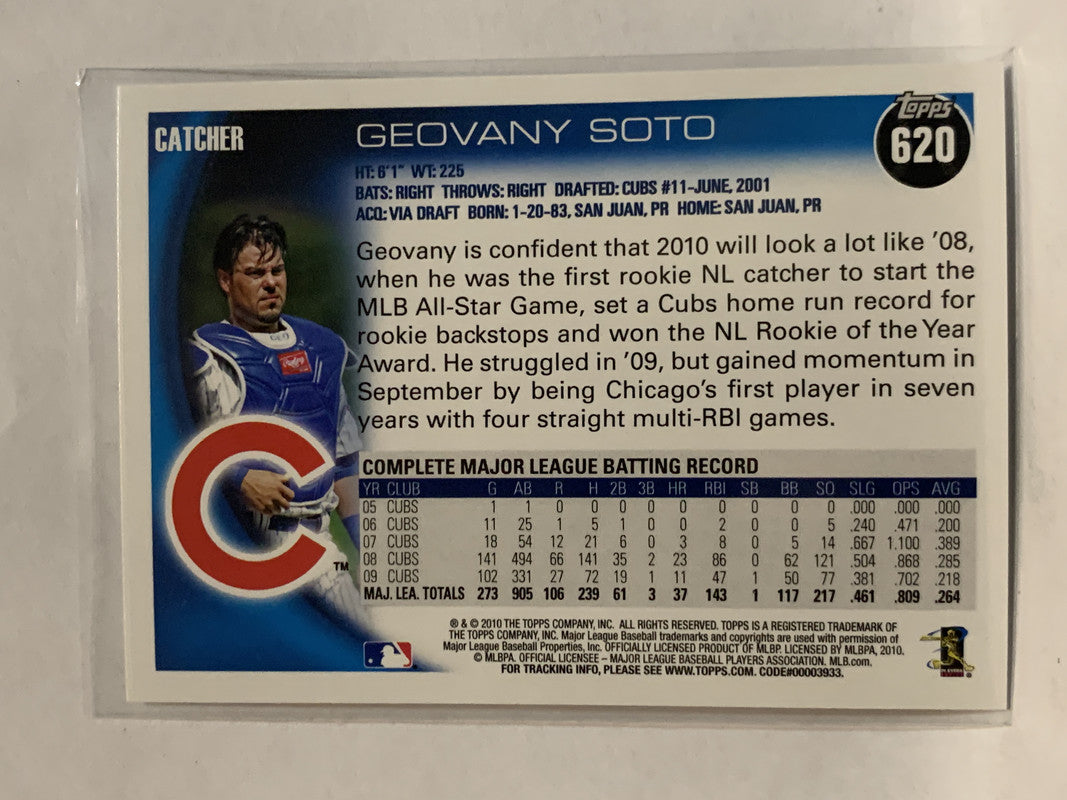 CATCHER
GEOVANY SOTO
Topps
620
HT: 6'1" WT: 225
BATS: RIGHT THROWS: RIGHT DRAFTED: CUBS #11-JUNE, 2001
ACQ: VIA DRAFT BORN: 1-20-83, SAN JUAN, PR HOME: SAN JUAN, PR
Geovany is confident that 2010 will look a lot like '08,
when he was the first rookie NL catcher to start the
MLB All-Star Game, set a Cubs home run record for
rookie backstops and won the NL Rookie of the Year
Award. He struggled in '09, but gained momentum in
September by being Chicago's first player in seven
years with four straight multi-RBI games.
GEO
Rawlings
C
TM
COMPLETE MAJOR LEAGUE BATTING RECORD
YR CLUB G AB R H 2B 3B HR RBI SB BB SO SLG OPS AVG
05 CUBS 1 1 0 0 0 0 0 0 0 0 0 .000 .000 .000
06 CUBS 11 25 1 5 1 0 0 2 0 0 5 .240 .471 .200
07 CUBS 18 54 12 21 6 0 3 8 0 5 14 .667 1.100 .389
08 CUBS 141 494 66 141 35 2 23 86 0 62 121 .504 .868 .285
09 CUBS 102 331 27 72 19 1 11 47 1 50 77 .381 .702 .218
MAJ. LEA. TOTALS 273 905 106 239 61 3 37 143 1 117 217 .461 .809 .264
® & © 2010 THE TOPPS COMPANY, INC. ALL RIGHTS RESERVED. TOPPS IS A REGISTERED TRADEMARK OF
THE TOPPS COMPANY, INC. Major League Baseball trademarks and copyrights are used with permission of
Major League Baseball Properties, Inc. OFFICIALLY LICENSED PRODUCT OF MLBP. LICENSED BY MLBPA, 2010.
© MLBPA. OFFICIAL LICENSEE – MAJOR LEAGUE BASEBALL PLAYERS ASSOCIATION. MLB.com.
FOR TRACKING INFO, PLEASE SEE WWW.TOPPS.COM. CODE#00003933.